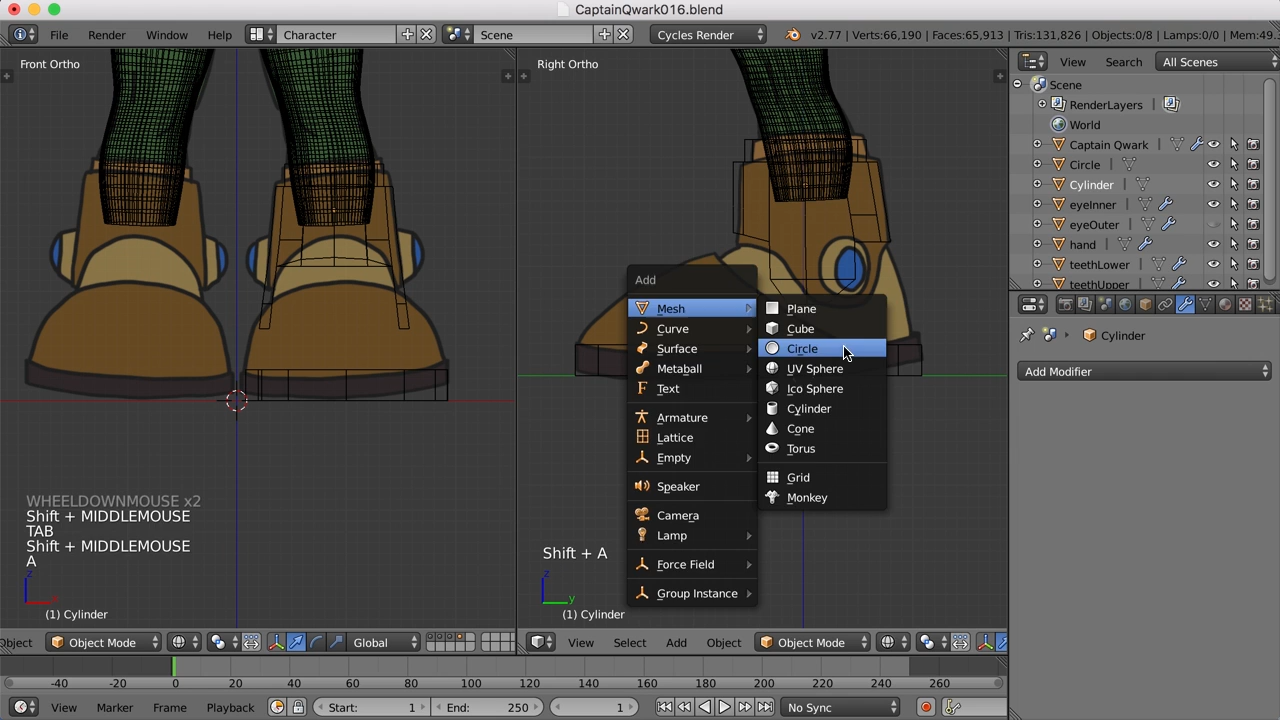 CaptainQwark016.blend
File Render Window Help Character Scene Cycles Render v2.77 | Verts:66,190 | Faces:65,913 | Tris:131,826 | Objects:0/8 | Lamps:0/0 | Mem:49.
Front Ortho
Right Ortho
View Search All Scenes
Scene
RenderLayers
World
Captain Qwark
Circle
Cylinder
eyeInner
eyeOuter
hand
teethLower
teethUpper
Cylinder
Add Modifier
Add
Mesh
Curve
Surface
Metaball
Text
Armature
Lattice
Empty
Speaker
Camera
Lamp
Force Field
Group Instance
Plane
Cube
Circle
UV Sphere
Ico Sphere
Cylinder
Cone
Torus
Grid
Monkey
WHEELDOWNMOUSE x2
Shift + MIDDLEMOUSE
TAB
Shift + MIDDLEMOUSE
A
z
(1) Cylinder
Shift + A
z
y
(1) Cylinder
Object Object Mode Global
View Select Add Object Object Mode
-40 -20 0 20 40 60 80 100 120 140 160 180 200 220 240 260
View Marker Frame Playback Start: 1 End: 250 1 No Sync